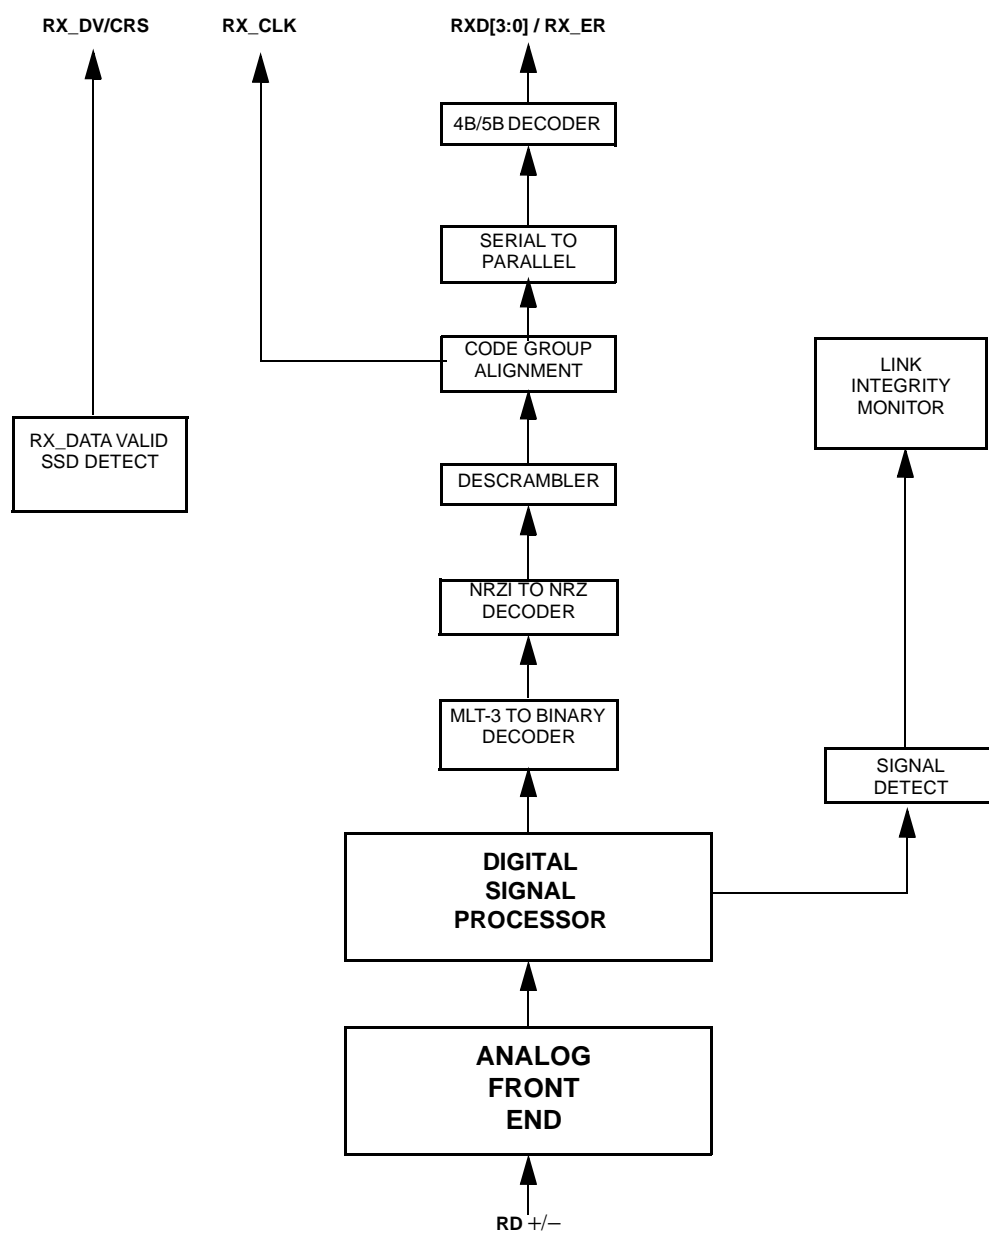 RX_DV/CRS
RX_CLK
RXD[3:0] / RX_ER
4B/5B DECODER
SERIAL TO
PARALLEL
CODE GROUP
ALIGNMENT
LINK
INTEGRITY
MONITOR
RX_DATA VALID
SSD DETECT
DESCRAMBLER
NRZI TO NRZ
DECODER
MLT-3 TO BINARY
DECODER
SIGNAL
DETECT
DIGITAL
SIGNAL
PROCESSOR
ANALOG
FRONT
END
RD +/−